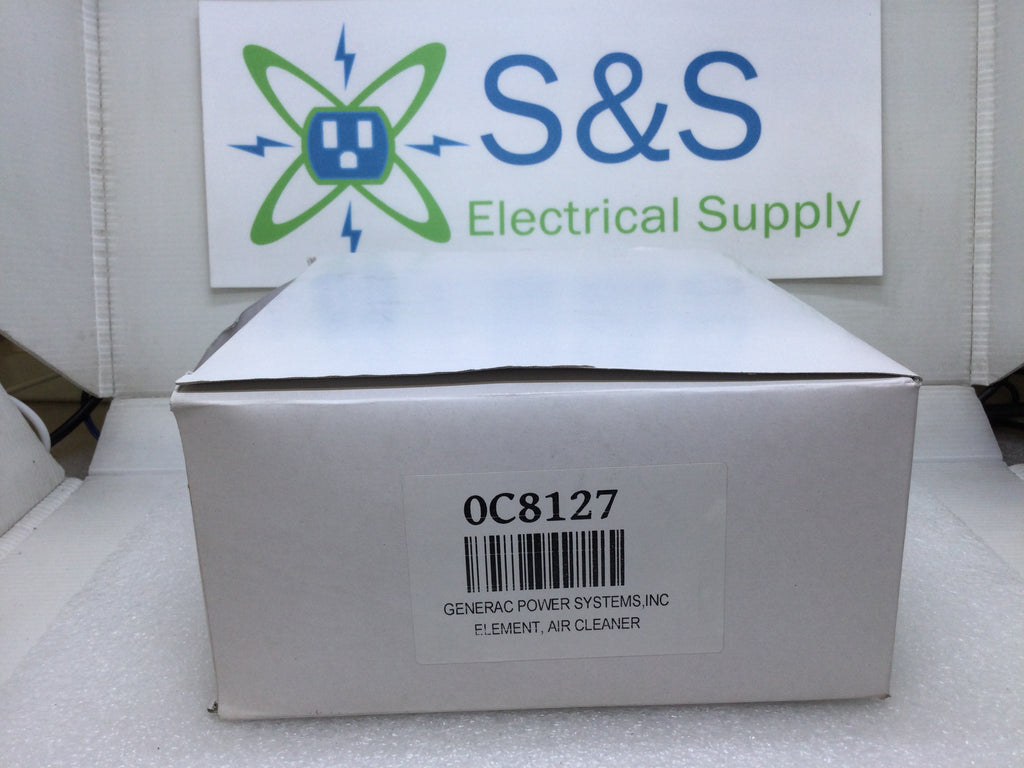 S&S
Electrical Supply
0C8127
GENERAC POWER SYSTEMS,INC
ELEMENT, AIR CLEANER